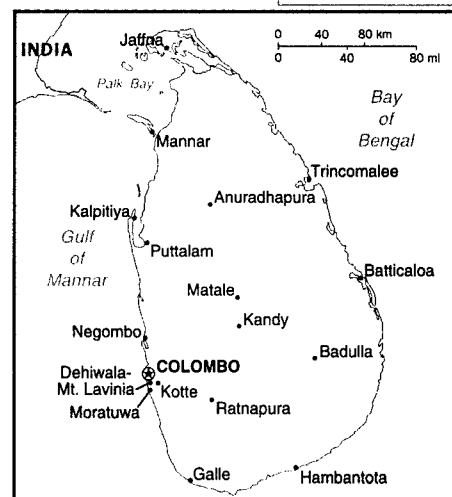 0 40 80 km
0 40 80 ml
INDIA
Jaffna
Palk Bay
Bay
of
Bengal
Mannar
Trincomalee
Anuradhapura
Kalpitiya
Gulf
of
Mannar
Puttalam
Batticaloa
Matale
Kandy
Negombo
Badulla
COLOMBO
Dehiwala-
Mt. Lavinia
Kotte
Moratuwa
Ratnapura
Galle
Hambantota